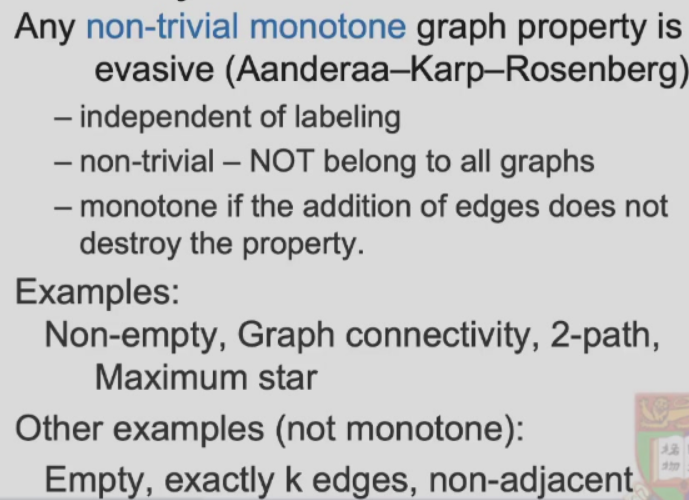 Any non-trivial monotone graph property is
evasive (Aanderaa–Karp–Rosenberg)
– independent of labeling
– non-trivial – NOT belong to all graphs
– monotone if the addition of edges does not
destroy the property.
Examples:
Non-empty, Graph connectivity, 2-path,
Maximum star
Other examples (not monotone):
Empty, exactly k edges, non-adjacent